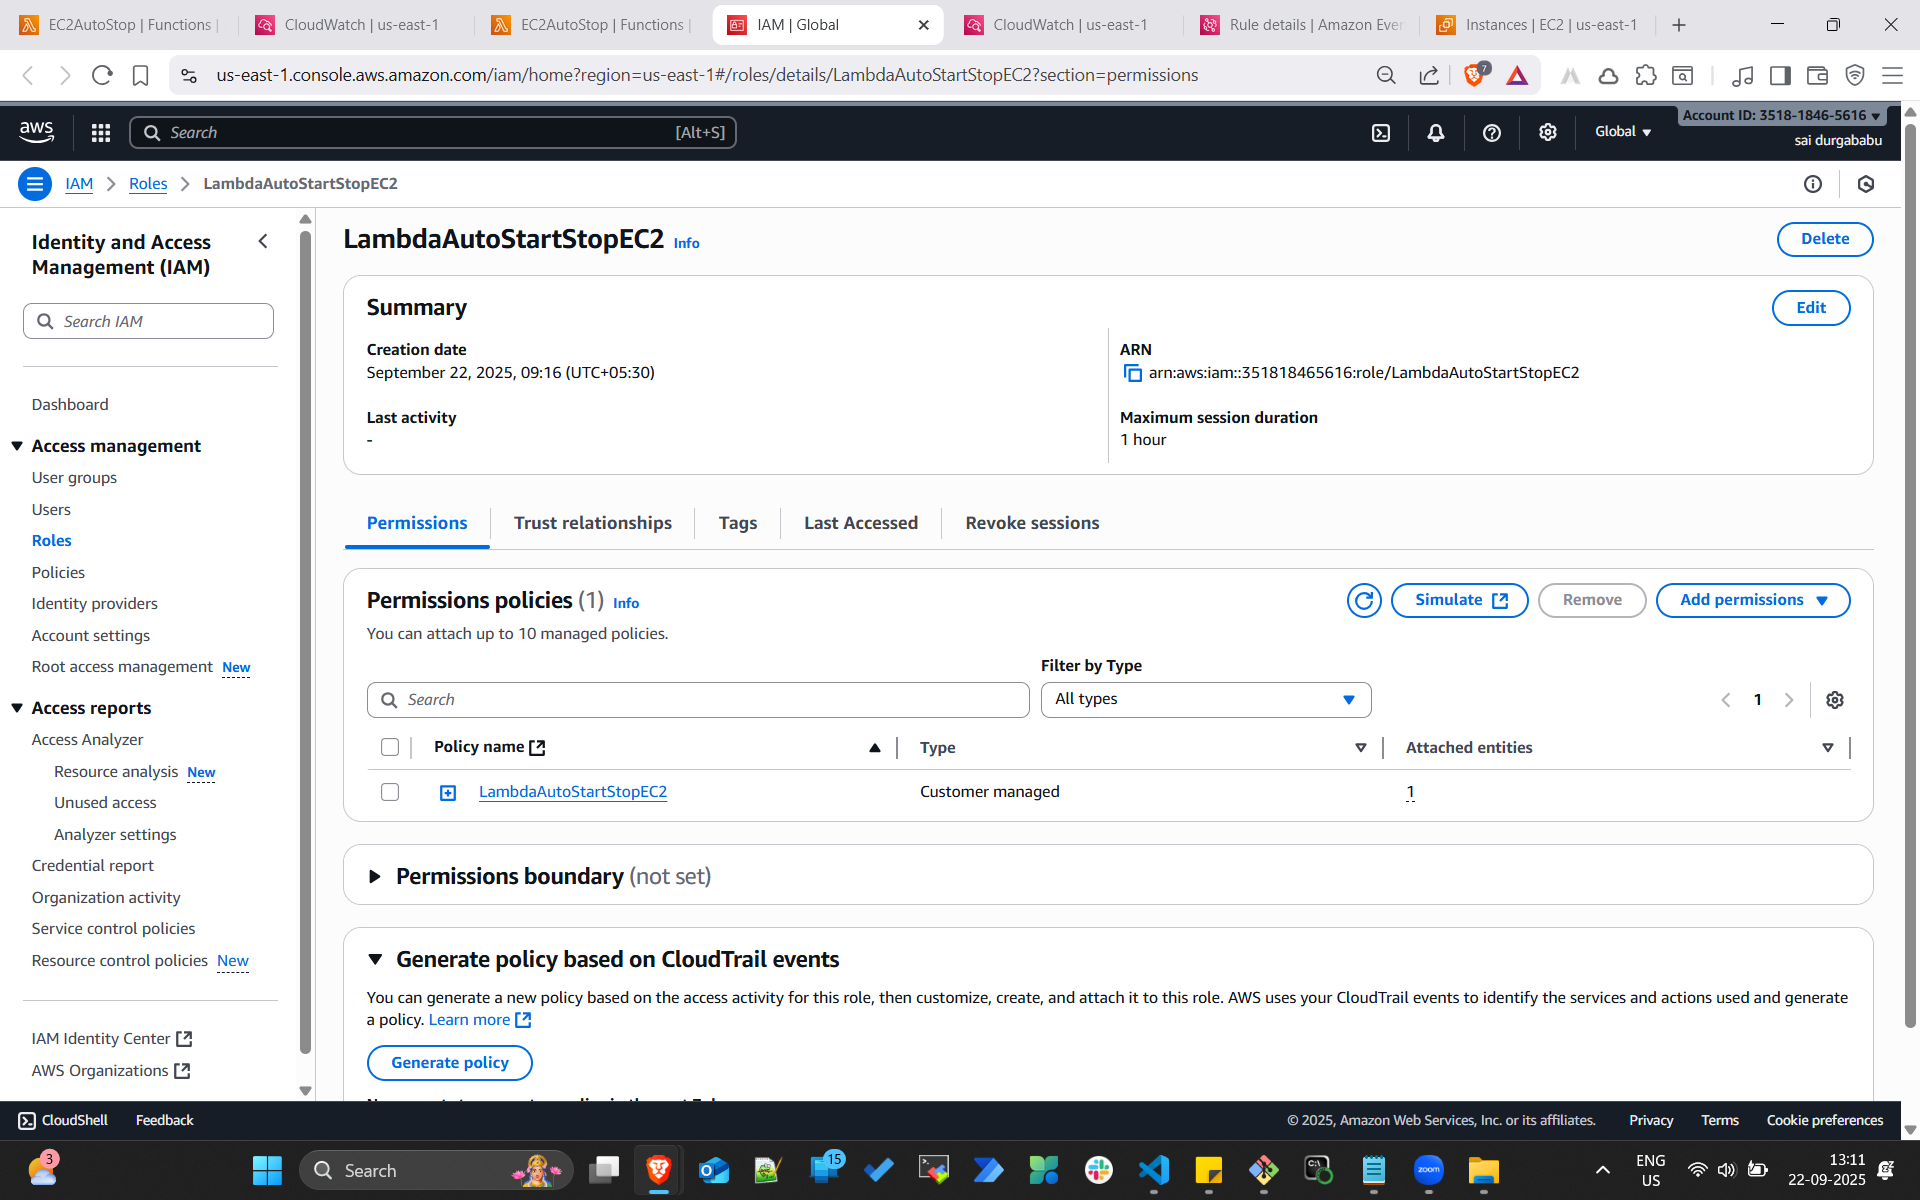 EC2AutoStop | Functions |
CloudWatch | us-east-1
EC2AutoStop | Functions |
IAM | Global
CloudWatch | us-east-1
Rule details | Amazon Ever
Instances | EC2 | us-east-1
us-east-1.console.aws.amazon.com/iam/home?region=us-east-1#/roles/details/LambdaAutoStartStopEC2?section=permissions
7
aws
Search
[Alt+S]
Global
Account ID: 3518-1846-5616
sai durgababu
IAM
Roles
LambdaAutoStartStopEC2
Identity and Access
Management (IAM)
Search IAM
Dashboard
Access management
User groups
Users
Roles
Policies
Identity providers
Account settings
Root access management New
Access reports
Access Analyzer
Resource analysis New
Unused access
Analyzer settings
Credential report
Organization activity
Service control policies
Resource control policies New
IAM Identity Center
AWS Organizations
LambdaAutoStartStopEC2 Info
Delete
Summary
Edit
Creation date
September 22, 2025, 09:16 (UTC+05:30)
ARN
arn:aws:iam::351818465616:role/LambdaAutoStartStopEC2
Last activity
-
Maximum session duration
1 hour
Permissions
Trust relationships
Tags
Last Accessed
Revoke sessions
Permissions policies (1) Info
You can attach up to 10 managed policies.
Simulate
Remove
Add permissions
Filter by Type
Search
All types
1
Policy name
Type
Attached entities
LambdaAutoStartStopEC2
Customer managed
1
Permissions boundary (not set)
Generate policy based on CloudTrail events
You can generate a new policy based on the access activity for this role, then customize, create, and attach it to this role. AWS uses your CloudTrail events to identify the services and actions used and generate
a policy. Learn more
Generate policy
CloudShell
Feedback
© 2025, Amazon Web Services, Inc. or its affiliates.
Privacy
Terms
Cookie preferences
3
Search
15
zoom
ENG
US
13:11
22-09-2025